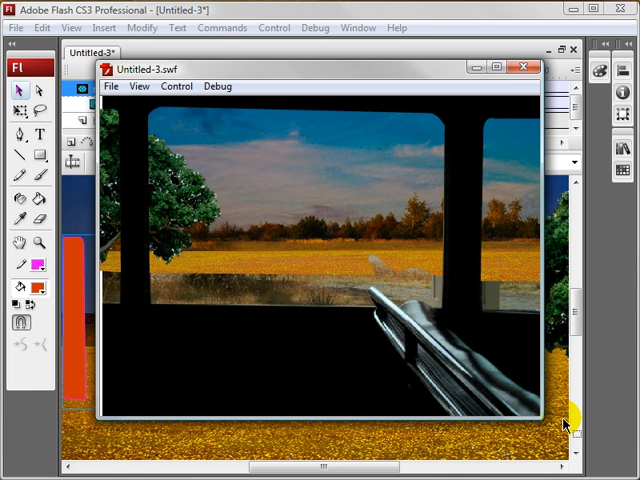 Adobe Flash CS3 Professional - [Untitled-3*]
File Edit View Insert Modify Text Commands Control Debug Window Help
Untitled-3*
Fl
Untitled-3.swf
File View Control Debug
T